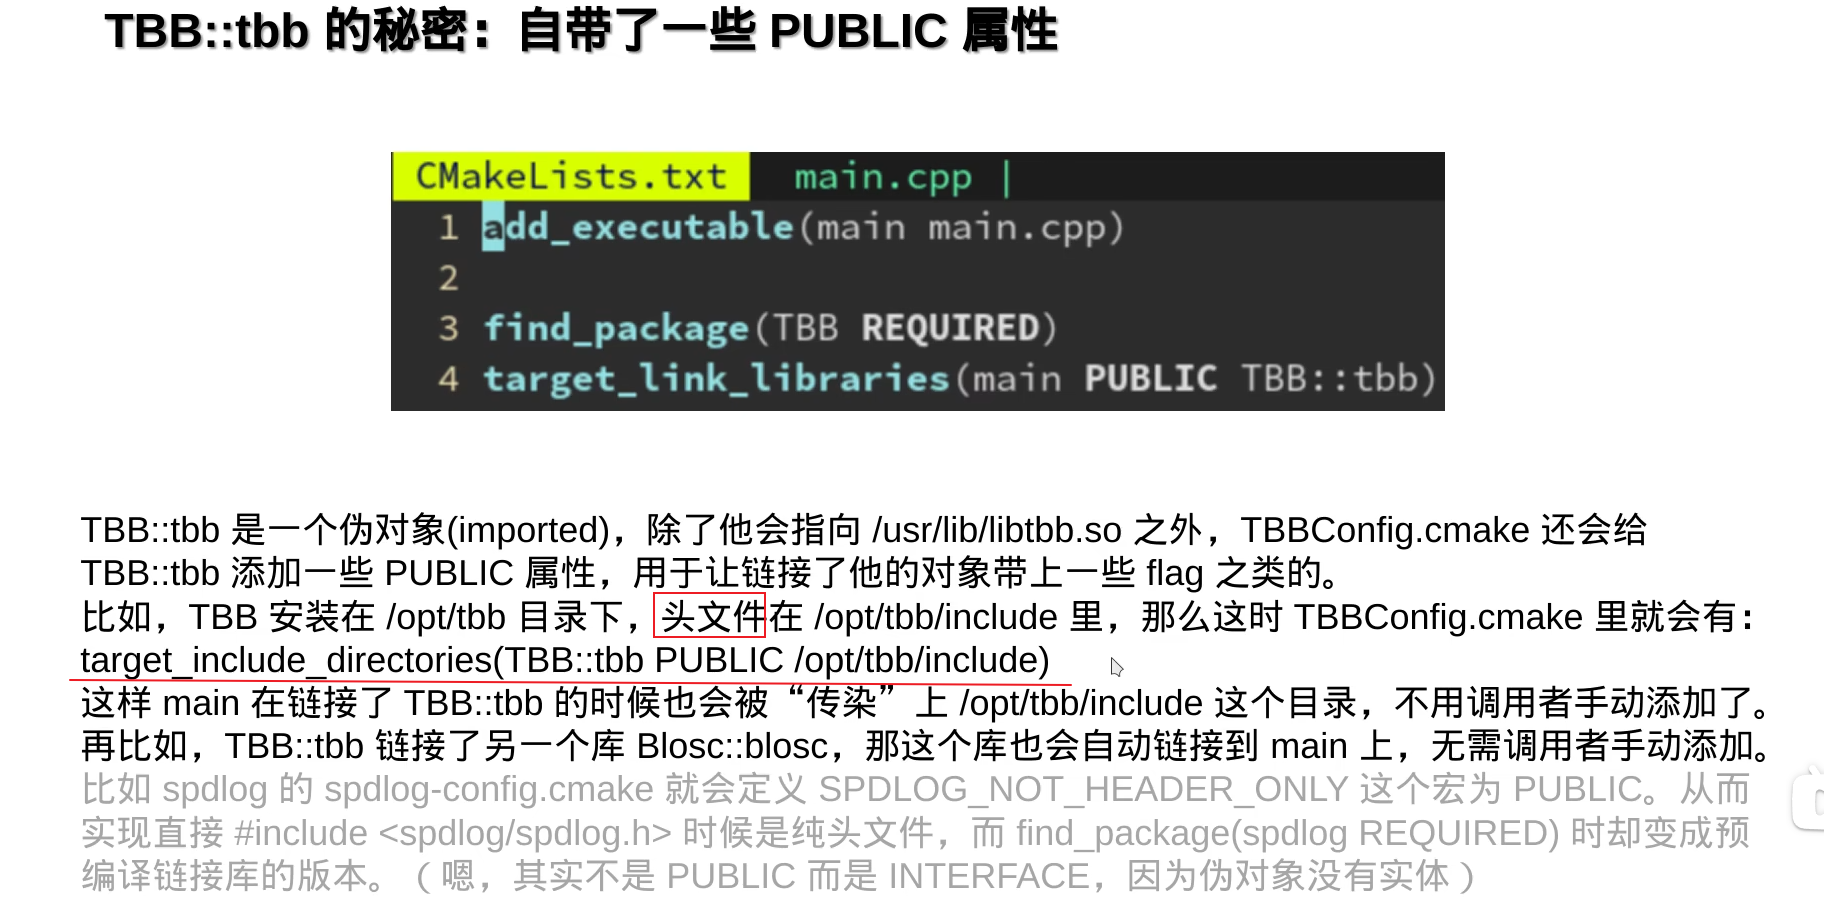 TBB::tbb 的秘密：自带了一些 PUBLIC 属性
CMakeLists.txt main.cpp |
1 add_executable(main main.cpp)
2
3 find_package(TBB REQUIRED)
4 target_link_libraries(main PUBLIC TBB::tbb)
TBB::tbb 是一个伪对象(imported)，除了他会指向 /usr/lib/libtbb.so 之外，TBBConfig.cmake 还会给
TBB::tbb 添加一些 PUBLIC 属性，用于让链接了他的对象带上一些 flag 之类的。
比如，TBB 安装在 /opt/tbb 目录下，头文件在 /opt/tbb/include 里，那么这时 TBBConfig.cmake 里就会有：
target_include_directories(TBB::tbb PUBLIC /opt/tbb/include)
这样 main 在链接了 TBB::tbb 的时候也会被“传染”上 /opt/tbb/include 这个目录，不用调用者手动添加了。
再比如，TBB::tbb 链接了另一个库 Blosc::blosc，那这个库也会自动链接到 main 上，无需调用者手动添加。
比如 spdlog 的 spdlog-config.cmake 就会定义 SPDLOG_NOT_HEADER_ONLY 这个宏为 PUBLIC。从而
实现直接 #include <spdlog/spdlog.h> 时候是纯头文件，而 find_package(spdlog REQUIRED) 时却变成预
编译链接库的版本。（嗯，其实不是 PUBLIC 而是 INTERFACE，因为伪对象没有实体）